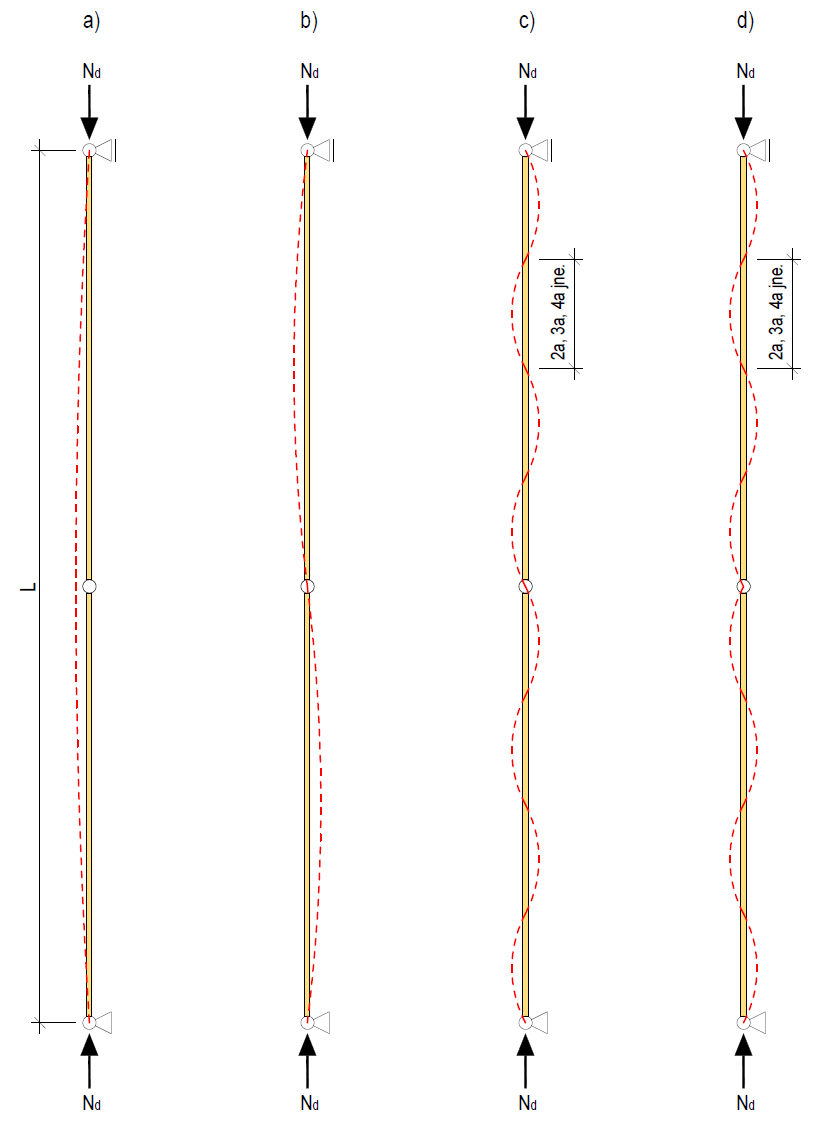 a)
b)
c)
d)
Nd
Nd
Nd
Nd
2a, 3a, 4a jne.
2a, 3a, 4a jne.
L
Nd
Nd
Nd
Nd